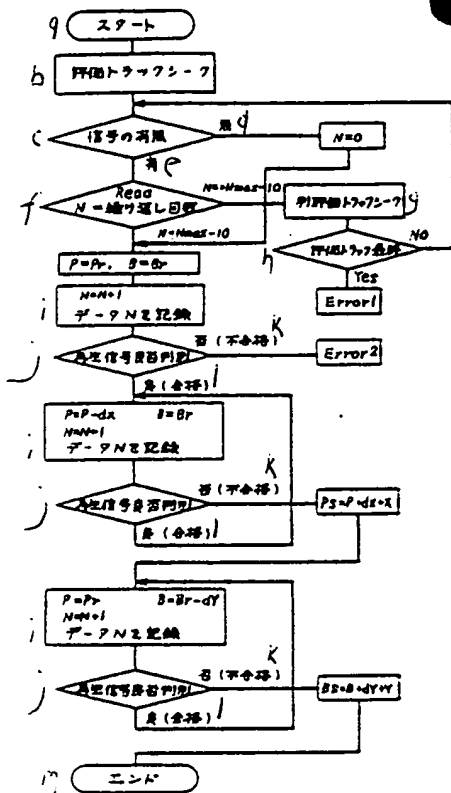 g スタート
b 評価トラックシーク
c 信号の有無 無 d
N=0
有 e
f Read
N=繰り返し回数 N=>Nmax-10
別評価トラックシーク g
N<Nmax-10
h 評価トラック最終 NO
Yes
P=Pr. B=Br
Error1
i N=N+1
データNを記録
j 再生信号良否判別 否(不合格) K
Error2
良(合格) l
i P=P-dx B=Br
N=N+1
データNを記録
j 再生信号良否判別 否(不合格) K
PS=P+dx+X
良(合格) l
i P=Pr B=Br-dY
N=N+1
データNを記録
j 再生信号良否判別 否(不合格) K
BS=B+dY+Y
良(合格) l
m エンド